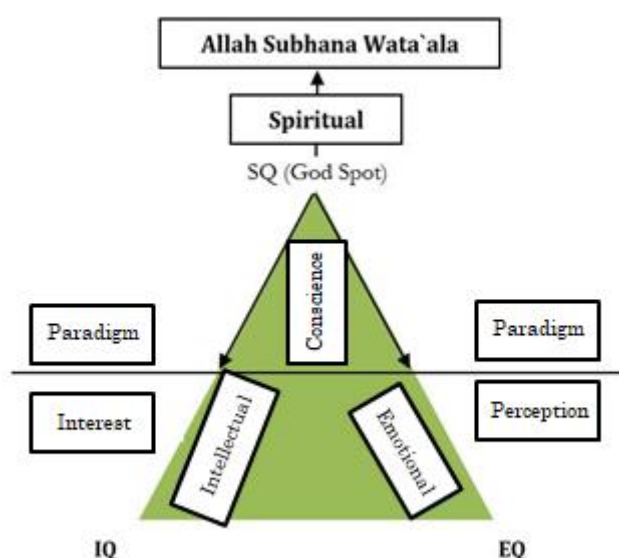 Allah Subhana Wata`ala
Spiritual
SQ (God Spot)
Conscience
Paradigm
Paradigm
Interest
Intellectual
Emotional
Perception
IQ
EQ